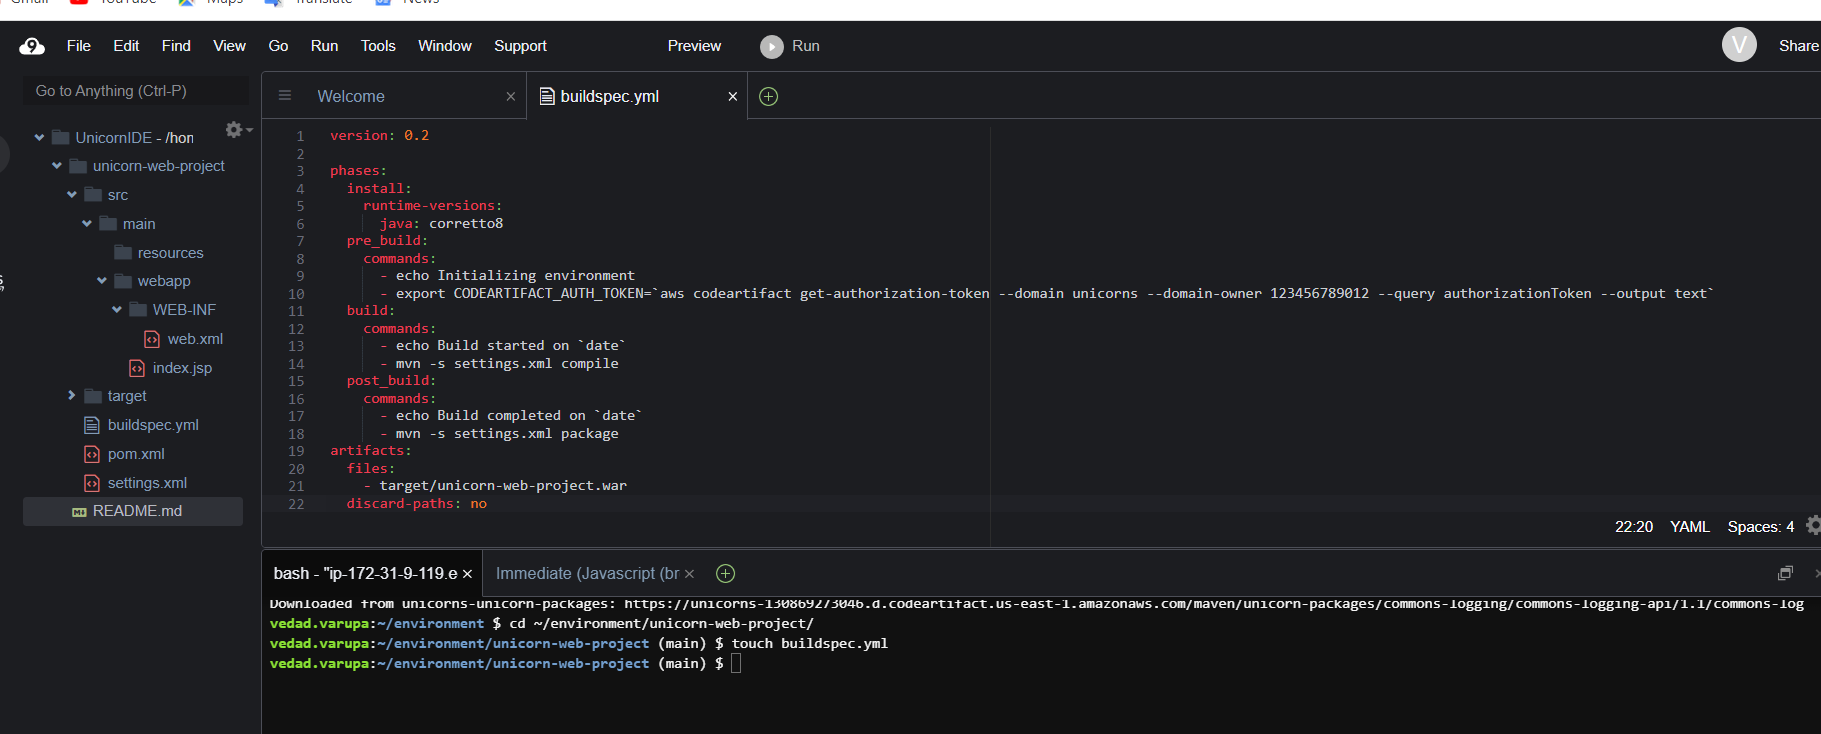 Gmail YouTube Maps Translate News
File Edit Find View Go Run Tools Window Support Preview Run V Share
Go to Anything (Ctrl-P)
Welcome
buildspec.yml
UnicornIDE - /hon
unicorn-web-project
src
main
resources
webapp
WEB-INF
web.xml
index.jsp
target
buildspec.yml
pom.xml
settings.xml
README.md
1 version: 0.2
2
3 phases:
4   install:
5     runtime-versions:
6       java: corretto8
7   pre_build:
8     commands:
9       - echo Initializing environment
10       - export CODEARTIFACT_AUTH_TOKEN=`aws codeartifact get-authorization-token --domain unicorns --domain-owner 123456789012 --query authorizationToken --output text`
11   build:
12     commands:
13       - echo Build started on `date`
14       - mvn -s settings.xml compile
15   post_build:
16     commands:
17       - echo Build completed on `date`
18       - mvn -s settings.xml package
19 artifacts:
20   files:
21     - target/unicorn-web-project.war
22   discard-paths: no
22:20 YAML Spaces: 4
bash - "ip-172-31-9-119.e Immediate (Javascript (br
Downloaded from unicorns-unicorn-packages: https://unicorns-130869273046.d.codeartifact.us-east-1.amazonaws.com/maven/unicorn-packages/commons-logging/commons-logging-api/1.1/commons-log
vedad.varupa:~/environment $ cd ~/environment/unicorn-web-project/
vedad.varupa:~/environment/unicorn-web-project (main) $ touch buildspec.yml
vedad.varupa:~/environment/unicorn-web-project (main) $